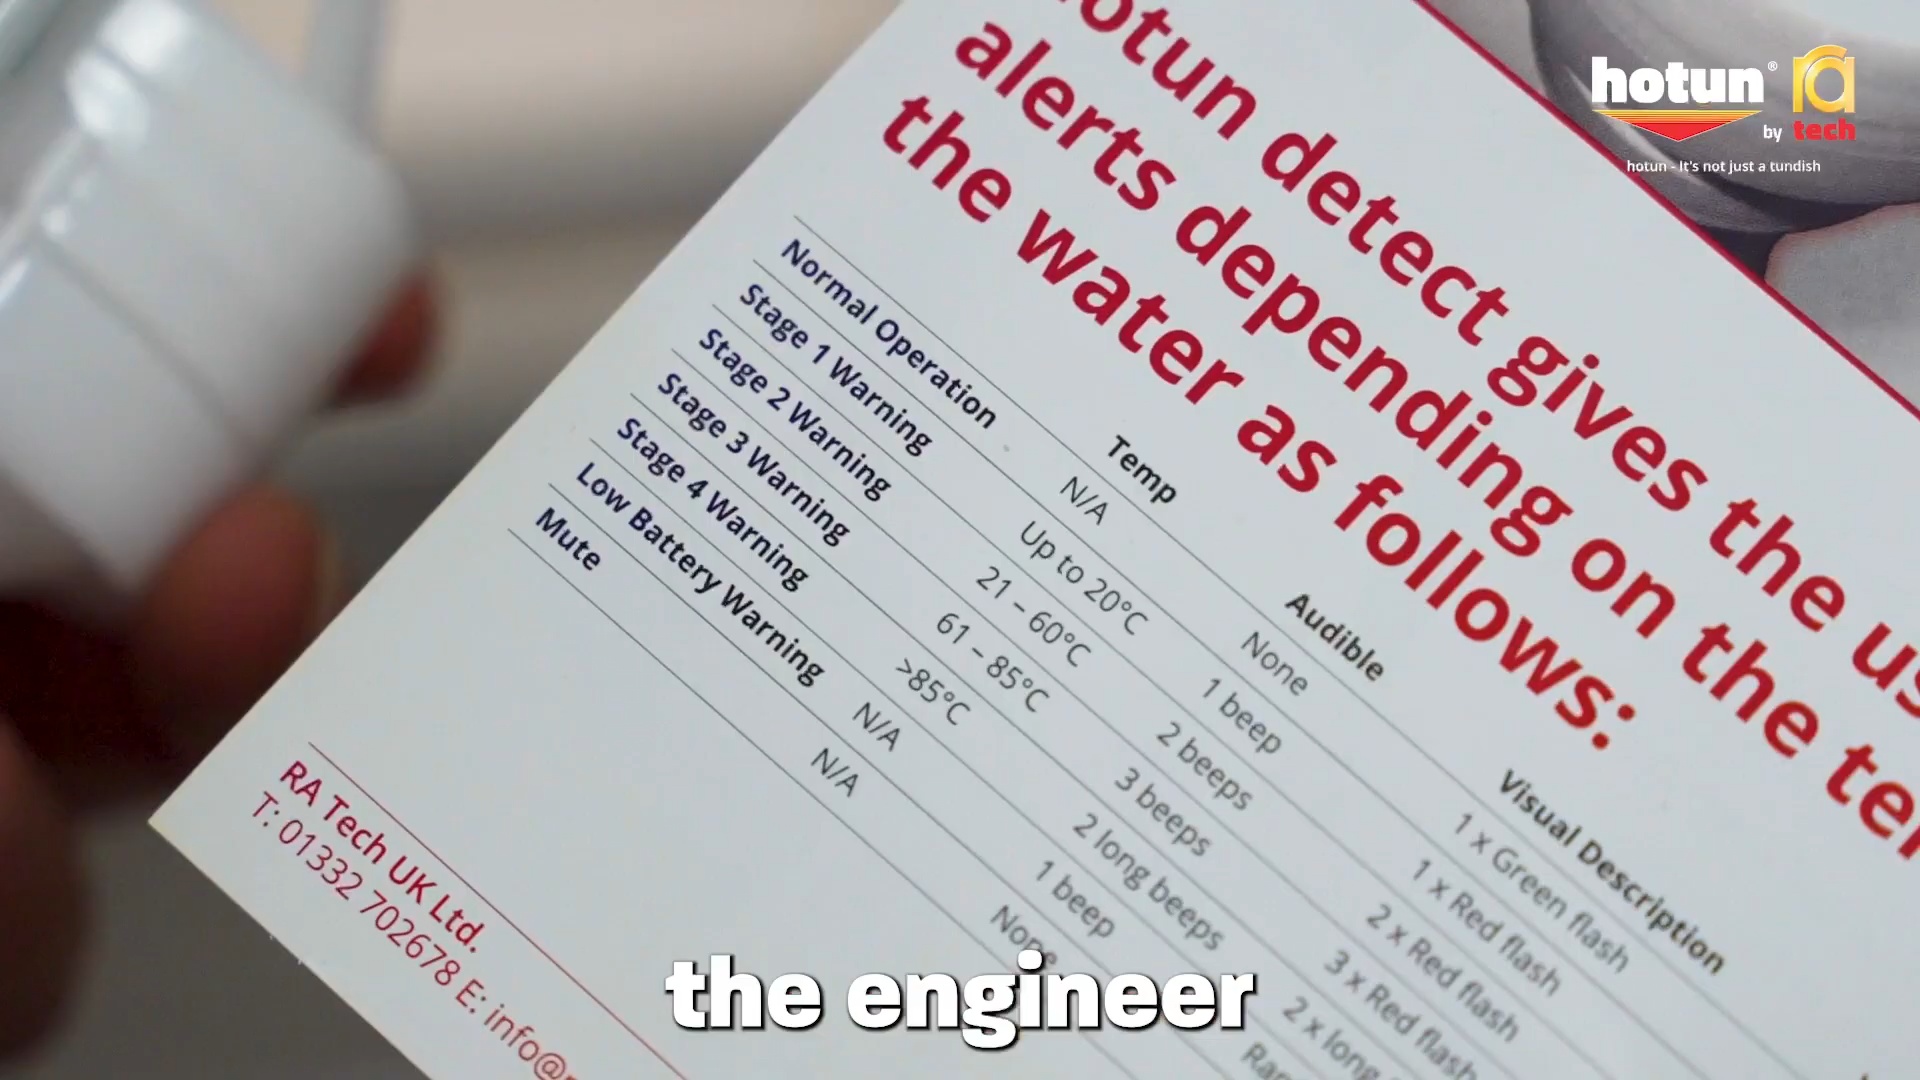 hotun®
by ra tech
hotun - It's not just a tundish
hotun detect gives the
alerts depending on the
the water as follows:
Temp Audible Visual Description
Normal Operation N/A None 1 x Green flash
Stage 1 Warning Up to 20°C 1 beep 1 x Red flash
Stage 2 Warning 21 – 60°C 2 beeps 2 x Red flash
Stage 3 Warning 61 – 85°C 3 beeps 3 x Red flash
Stage 4 Warning >85°C 2 long beeps 2 x long
Low Battery Warning N/A 1 beep
Mute N/A None
RA Tech UK Ltd.
T: 01332 702678 E: info@
the engineer